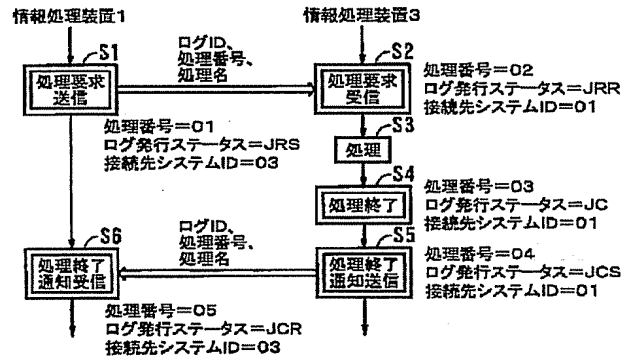 情報処理装置1
情報処理装置3
S1
処理要求
送信
ログID、
処理番号、
処理名
S2
処理要求
受信
処理番号=02
ログ発行ステータス=JRR
接続先システムID=01
処理番号=01
ログ発行ステータス=JRS
接続先システムID=03
S3
処理
S4
処理終了
処理番号=03
ログ発行ステータス=JC
接続先システムID=01
S6
処理終了
通知受信
ログID、
処理番号、
処理名
S5
処理終了
通知送信
処理番号=04
ログ発行ステータス=JCS
接続先システムID=01
処理番号=05
ログ発行ステータス=JCR
接続先システムID=03